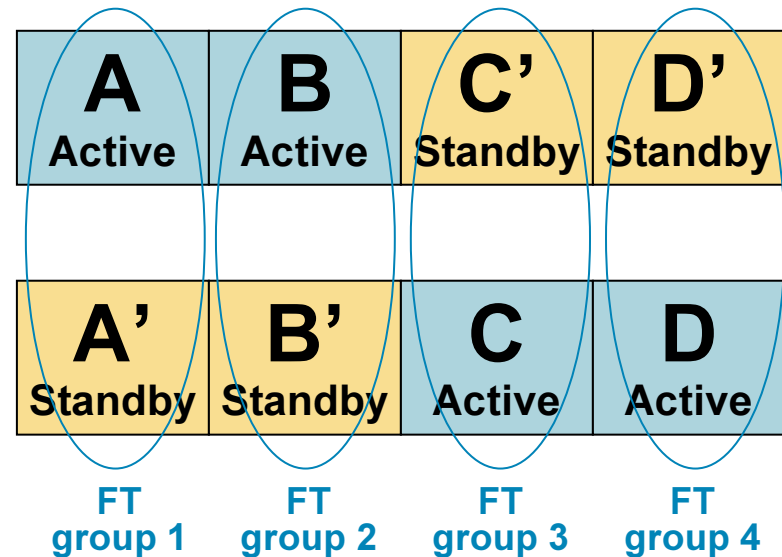 A B C’ D’
Active Active Standby Standby
A’ B’ C D
Standby Standby Active Active
FT FT FT FT
group 1 group 2 group 3 group 4